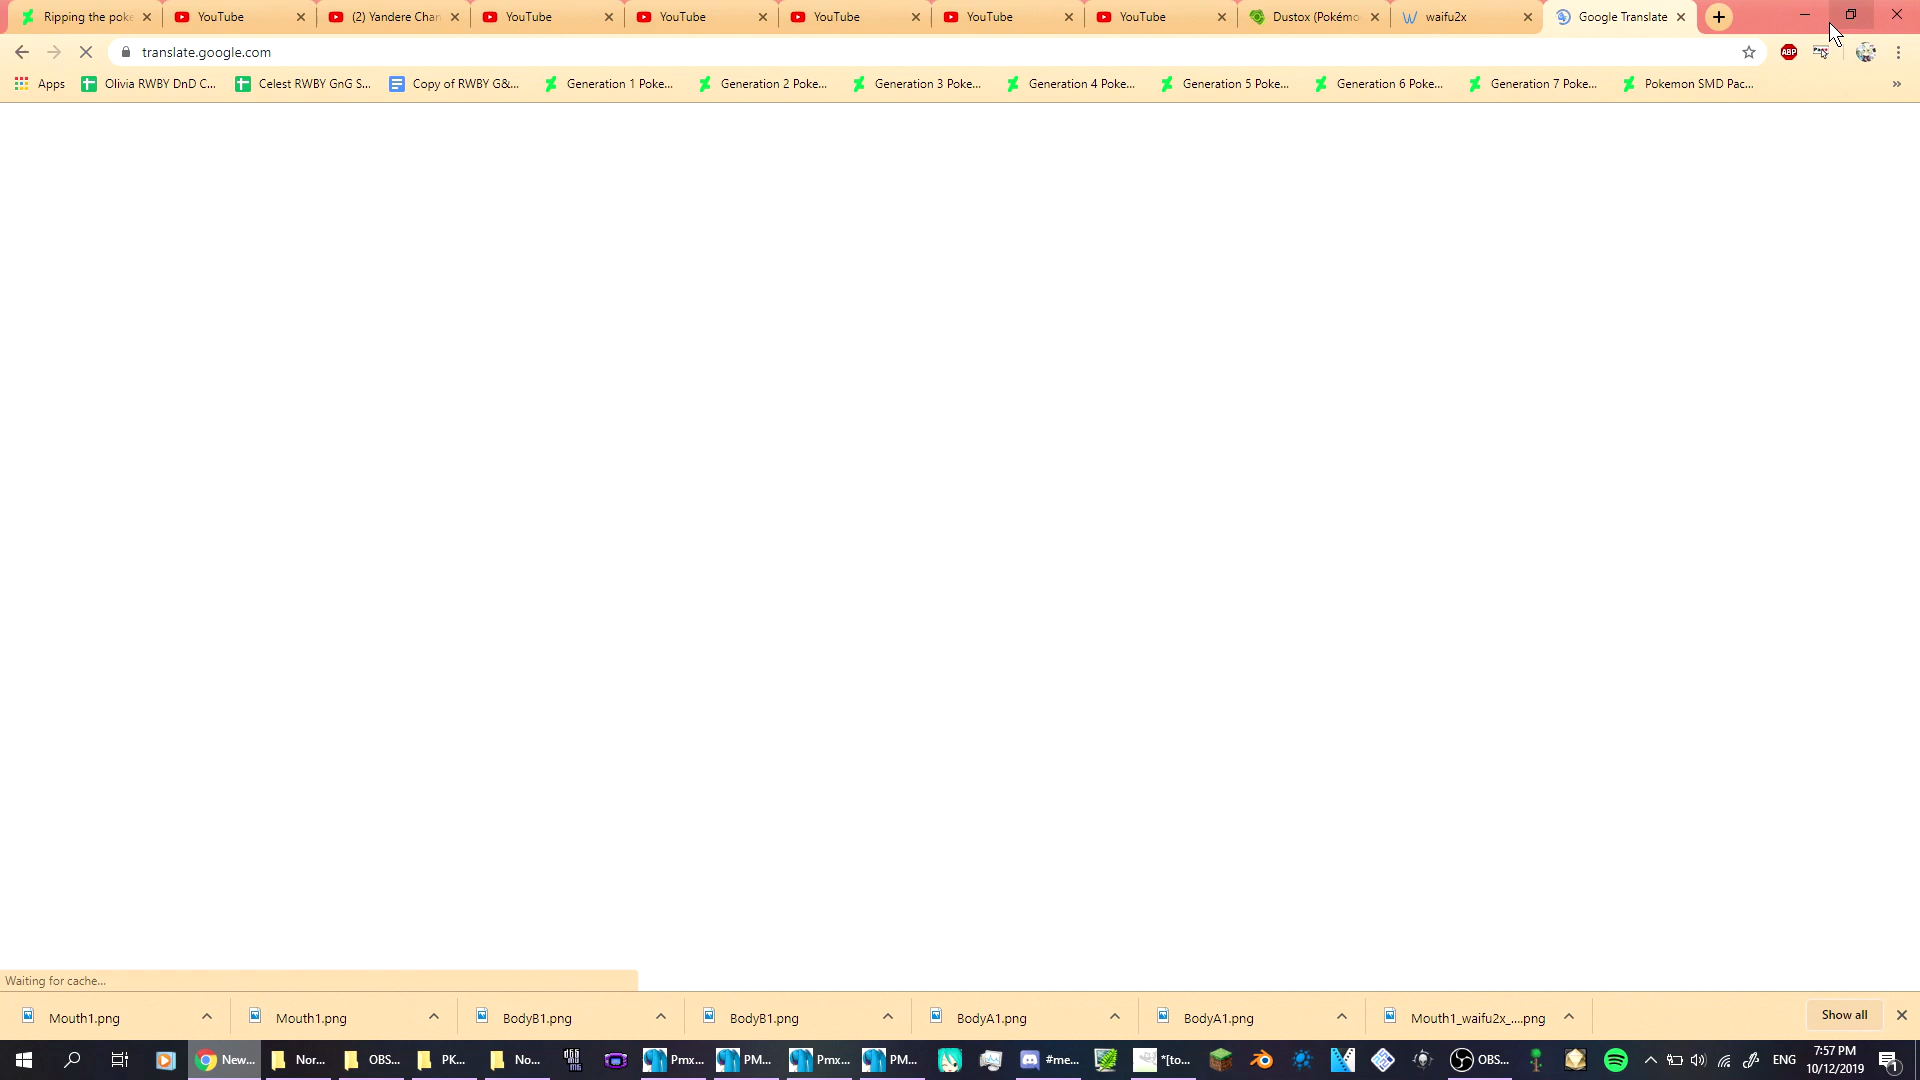 Ripping the poke
YouTube
(2) Yandere Chan
YouTube
YouTube
YouTube
YouTube
YouTube
Dustox (Pokémo
waifu2x
Google Translate
translate.google.com
ABP
Apps
Olivia RWBY DnD C...
Celest RWBY GnG S...
Copy of RWBY G&...
Generation 1 Poke...
Generation 2 Poke...
Generation 3 Poke...
Generation 4 Poke...
Generation 5 Poke...
Generation 6 Poke...
Generation 7 Poke...
Pokemon SMD Pac...
Waiting for cache...
Mouth1.png
Mouth1.png
BodyB1.png
BodyB1.png
BodyA1.png
BodyA1.png
Mouth1_waifu2x_....png
Show all
New...
Nor...
OBS...
PK...
No...
Pmx...
PM...
Pmx...
PM...
#me...
*[to...
OBS...
ENG
7:57 PM
10/12/2019
1